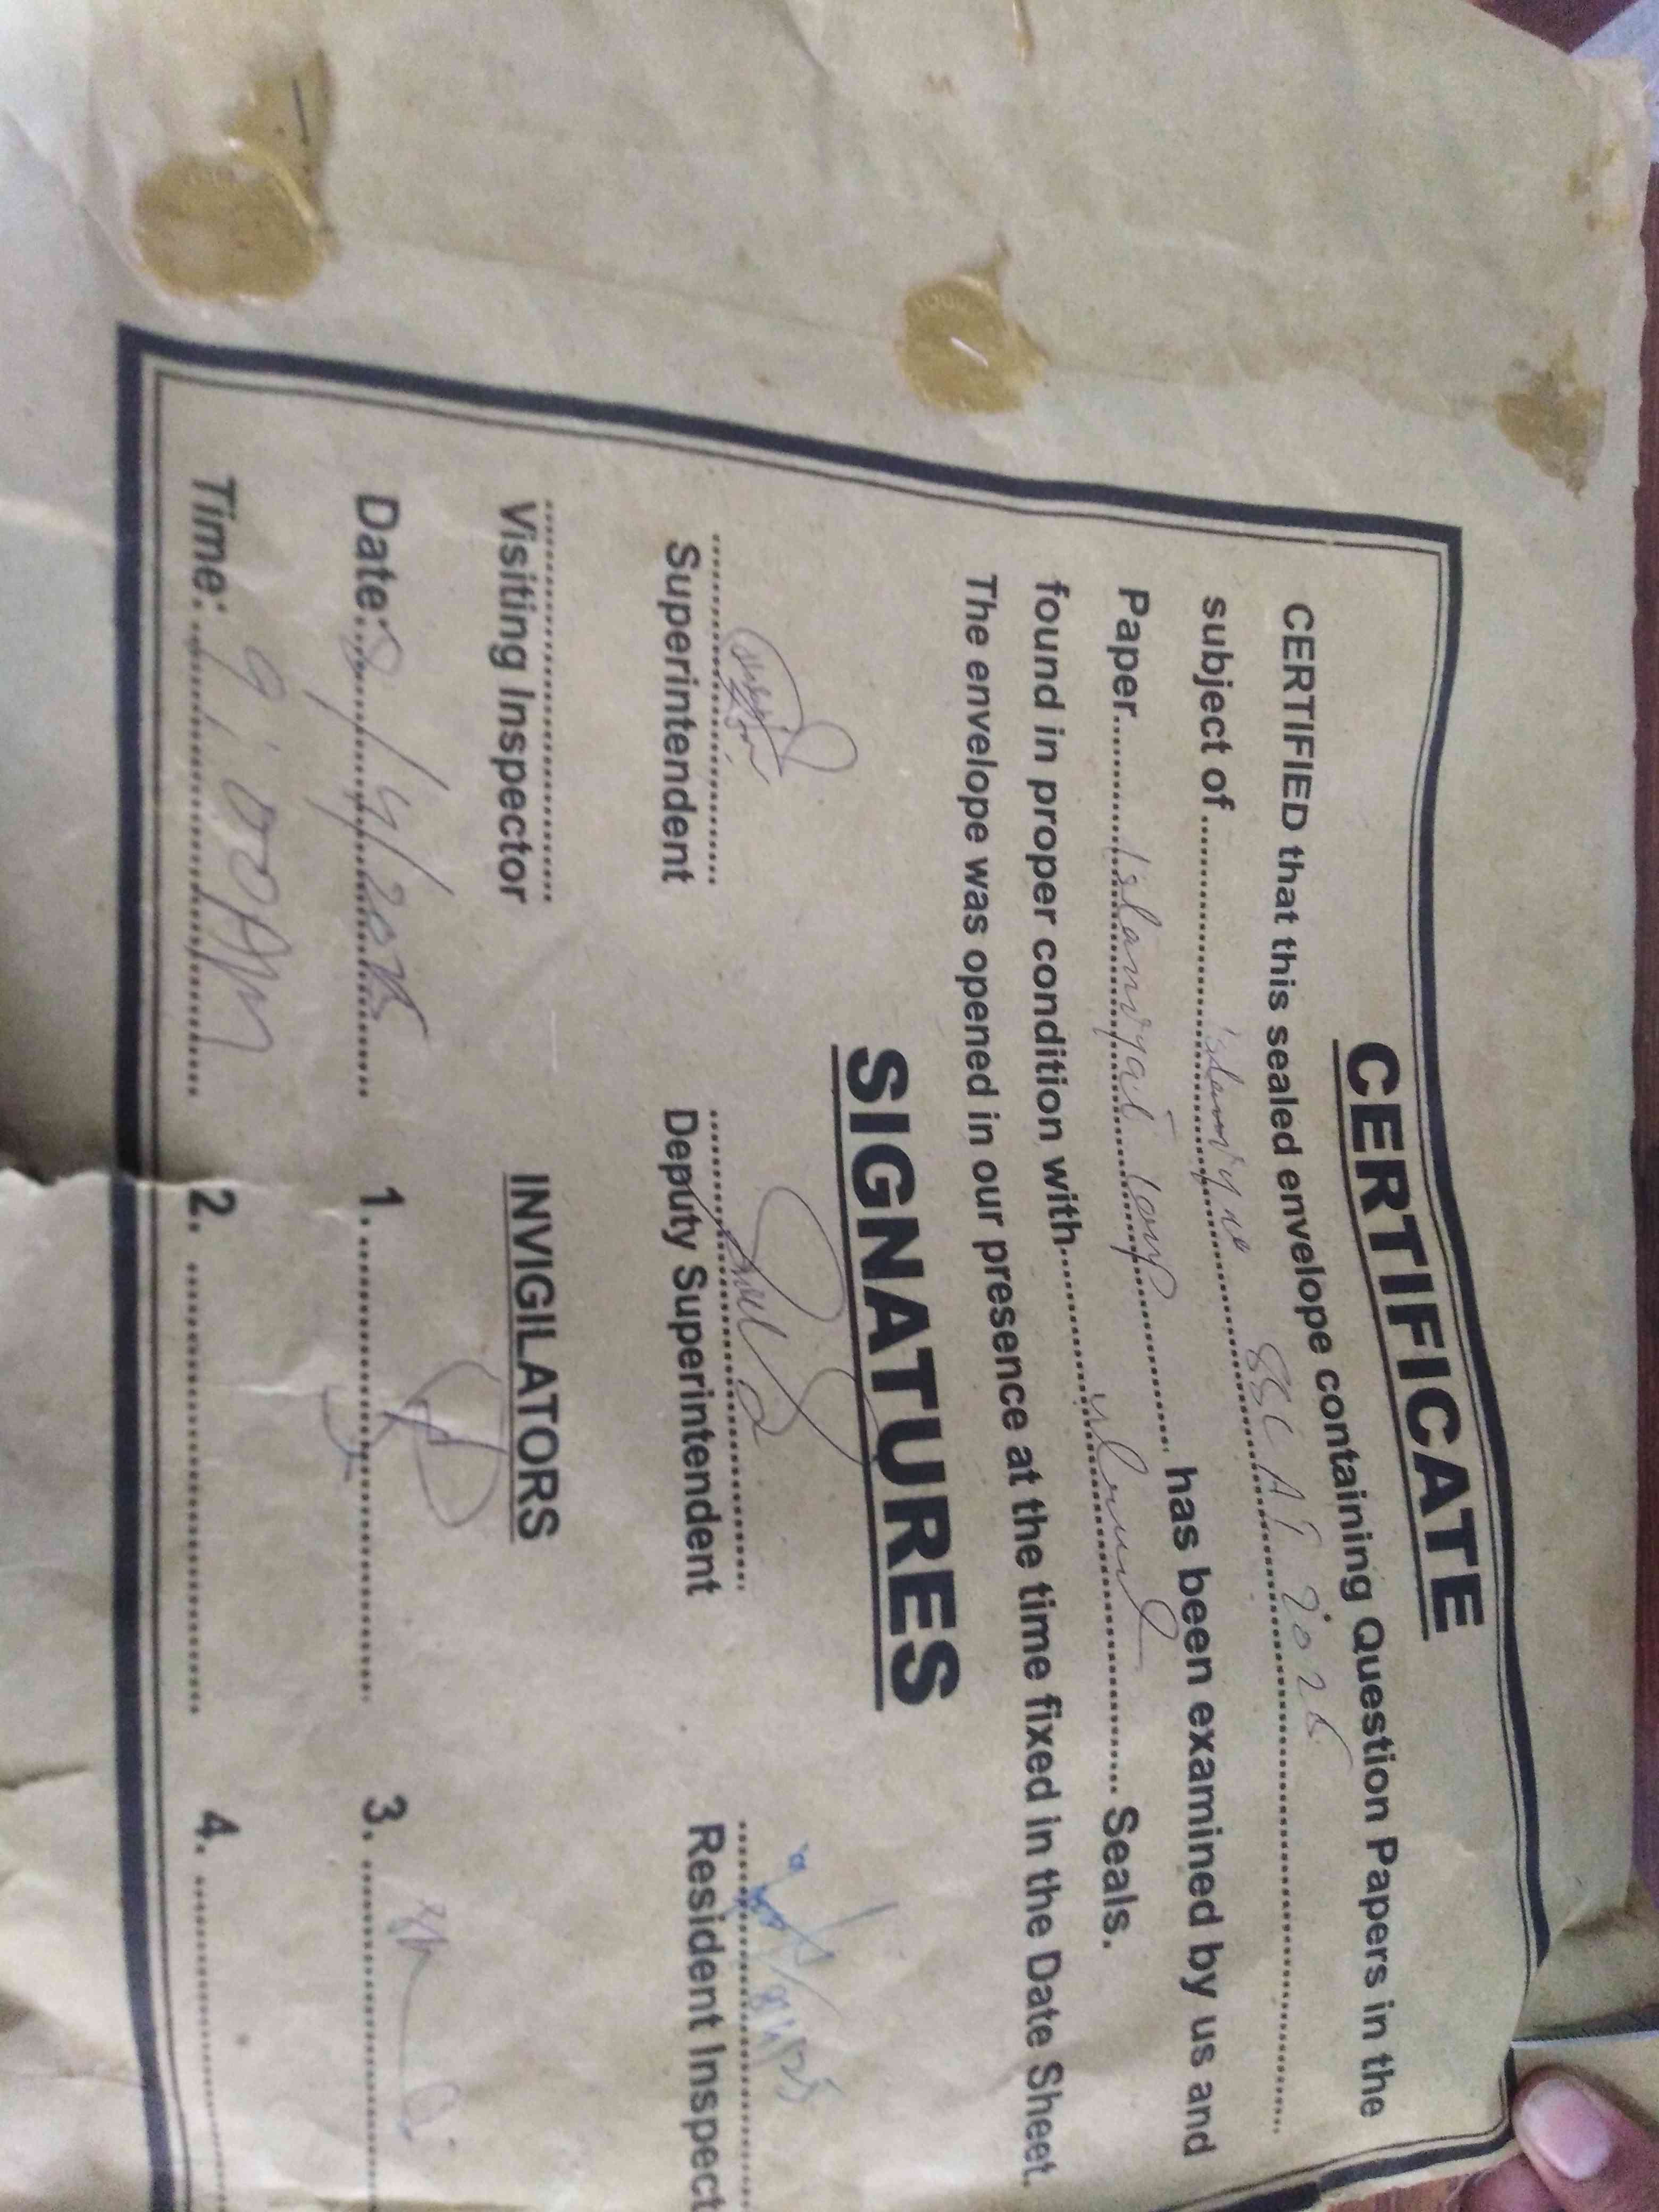 CERTIFICATE
CERTIFIED that this sealed envelope containing Question Papers in the
subject of ........ SSC A1 2025 ........
Paper........ Islamyat comp ........ has been examined by us and
found in proper condition with................ Seals.
The envelope was opened in our presence at the time fixed in the Date Sheet.
SIGNATURES
Superintendent Deputy Superintendent Resident Inspect
Visiting Inspector INVIGILATORS
Date: 8/4/2025 1. 3.
Time: 9:00AM 2. 4.